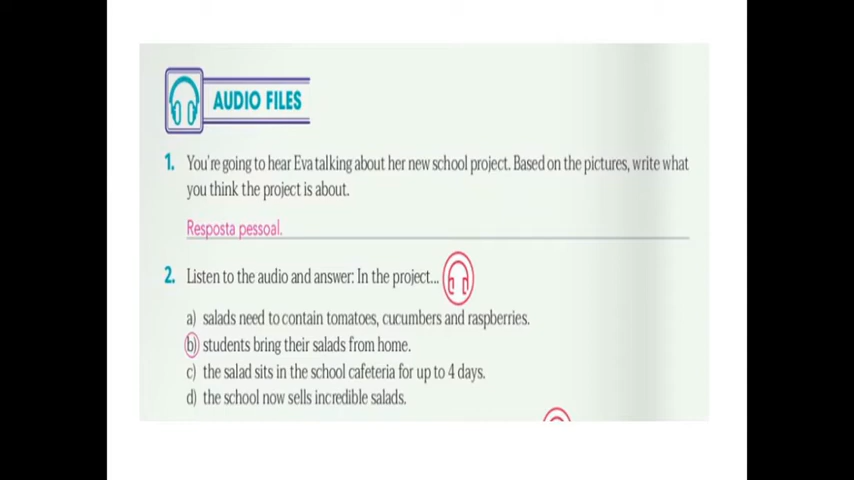 AUDIO FILES
1. You're going to hear Eva talking about her new school project. Based on the pictures, write what
you think the project is about.
Resposta pessoal.
2. Listen to the audio and answer: In the project...
a) salads need to contain tomatoes, cucumbers and raspberries.
b) students bring their salads from home.
c) the salad sits in the school cafeteria for up to 4 days.
d) the school now sells incredible salads.